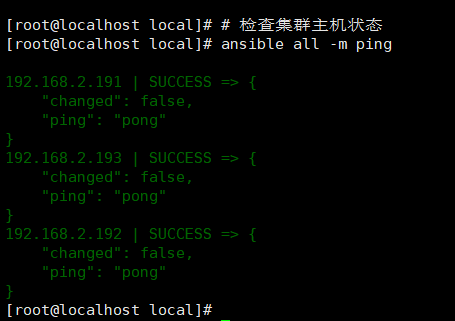 [root@localhost local]# # 检查集群主机状态
[root@localhost local]# ansible all -m ping
192.168.2.191 | SUCCESS => {
    "changed": false,
    "ping": "pong"
}
192.168.2.193 | SUCCESS => {
    "changed": false,
    "ping": "pong"
}
192.168.2.192 | SUCCESS => {
    "changed": false,
    "ping": "pong"
}
[root@localhost local]#